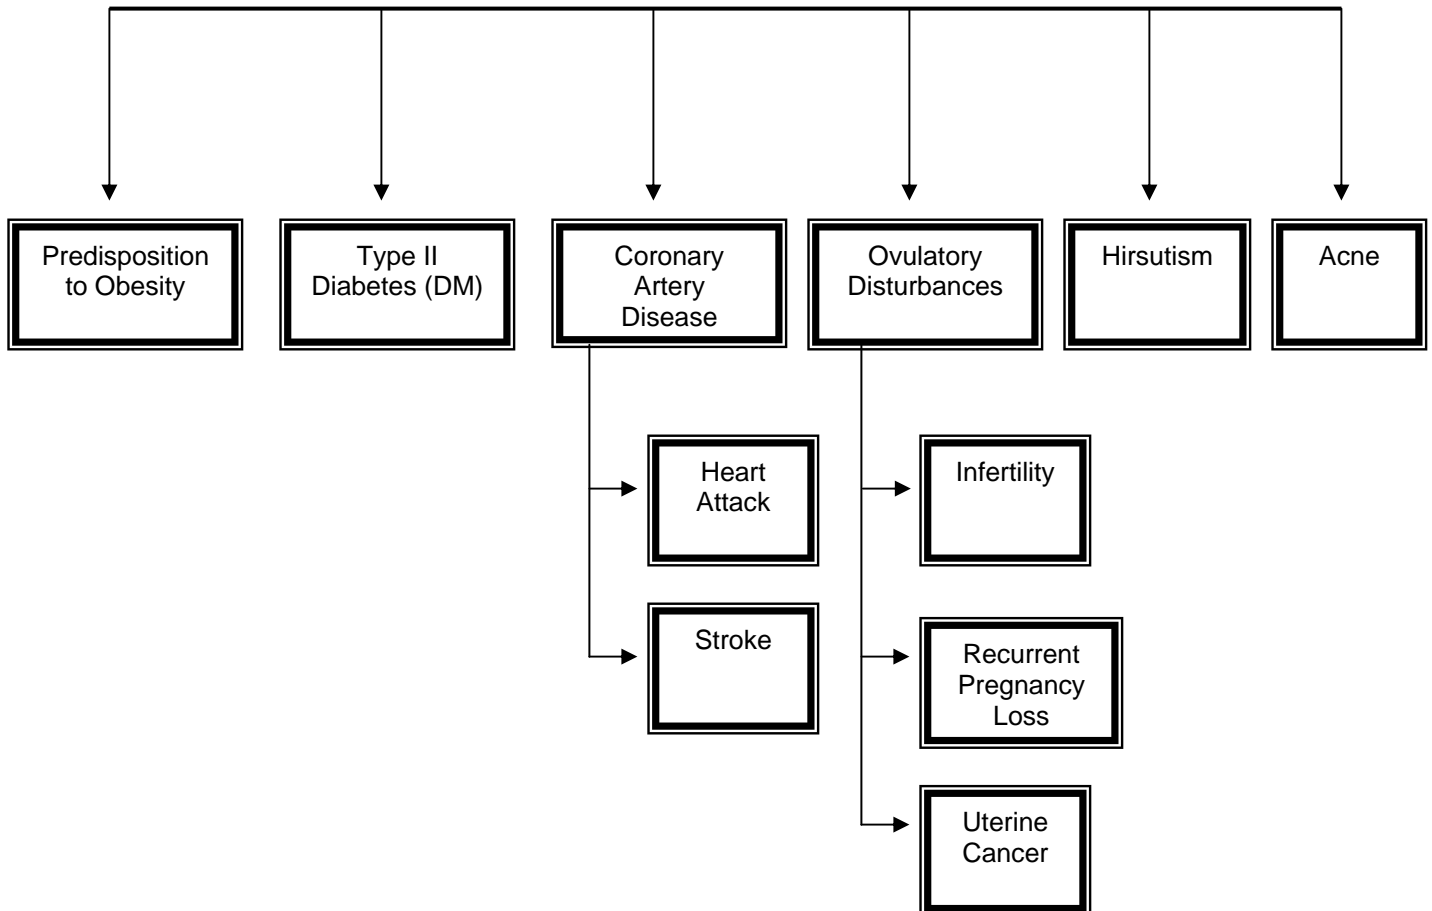 Predisposition
to Obesity
Type II
Diabetes (DM)
Coronary
Artery
Disease
Ovulatory
Disturbances
Hirsutism
Acne
Heart
Attack
Infertility
Stroke
Recurrent
Pregnancy
Loss
Uterine
Cancer